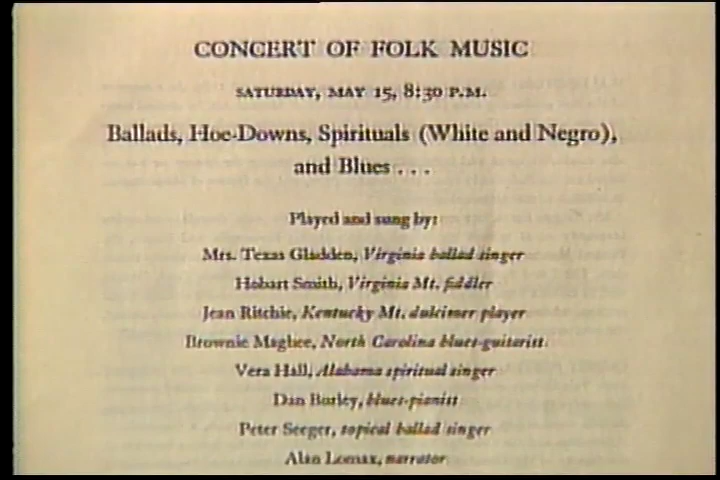 CONCERT OF FOLK MUSIC
SATURDAY, MAY 15, 8:30 P.M.
Ballads, Hoe-Downs, Spirituals (White and Negro),
and Blues . . .
Played and sung by:
Mrs. Texas Gladden, Virginia ballad singer
Hobart Smith, Virginia Mt. fiddler
Jean Ritchie, Kentucky Mt. dulcimer player
Brownie Maghee, North Carolina blues-guitarist
Vera Hall, Alabama spiritual singer
Dan Burley, blues-pianist
Peter Seeger, topical ballad singer
Alan Lomax, narrator